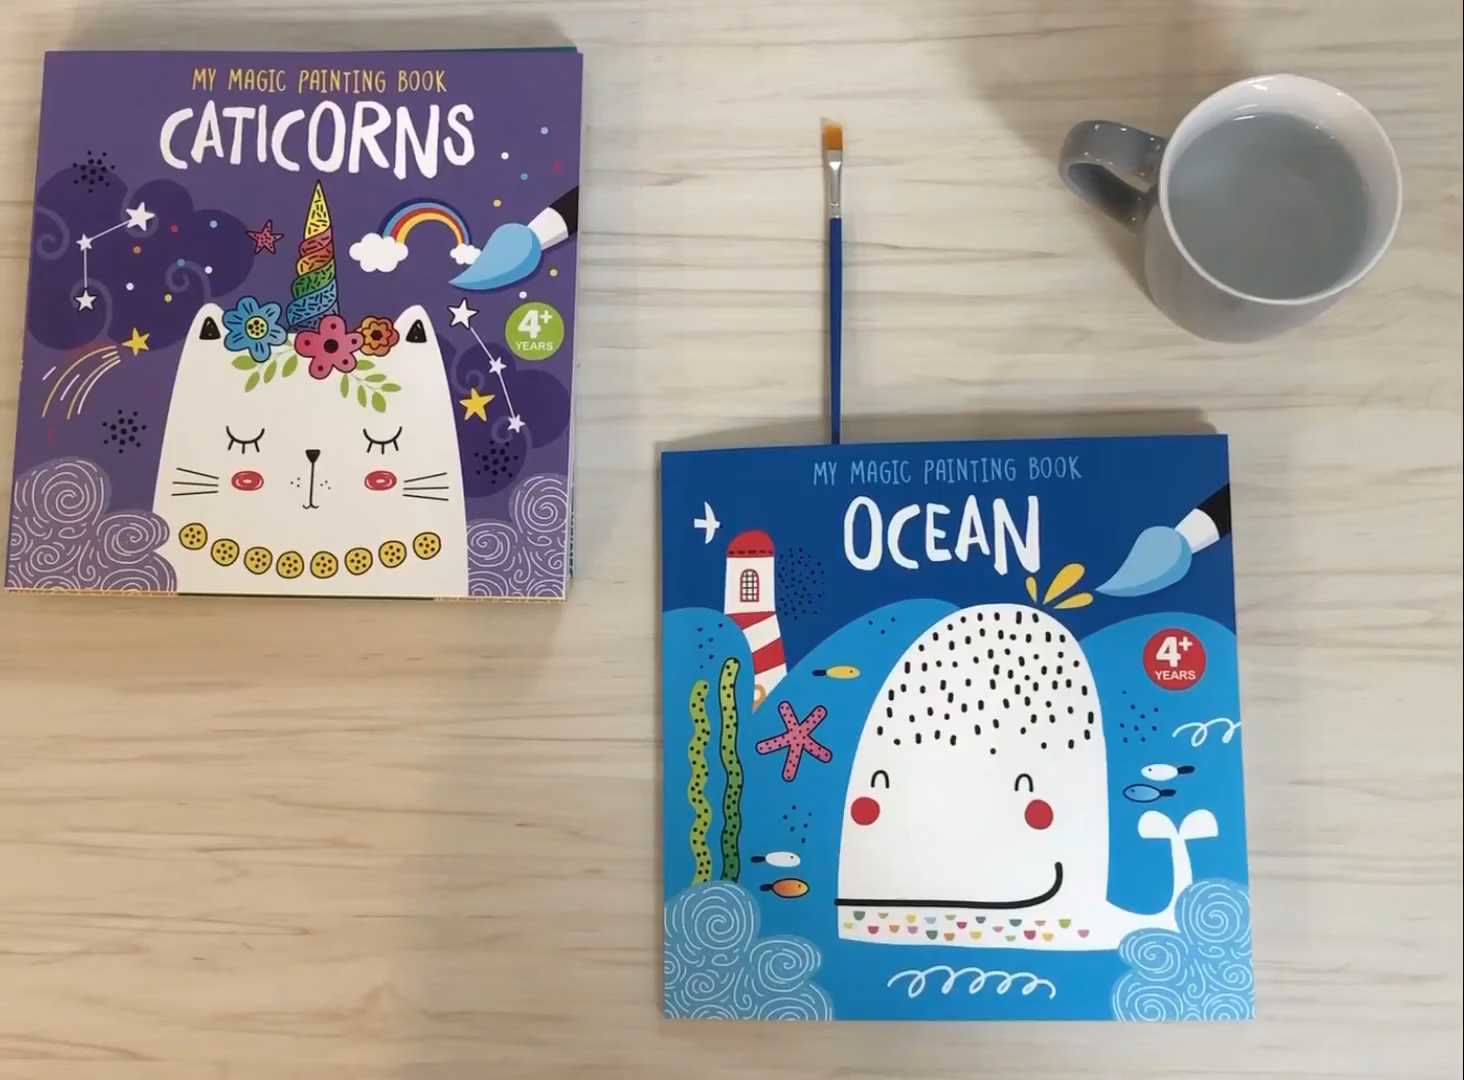 MY MAGIC PAINTING BOOK
CATICORNS
4+
YEARS
MY MAGIC PAINTING BOOK
OCEAN
4+
YEARS